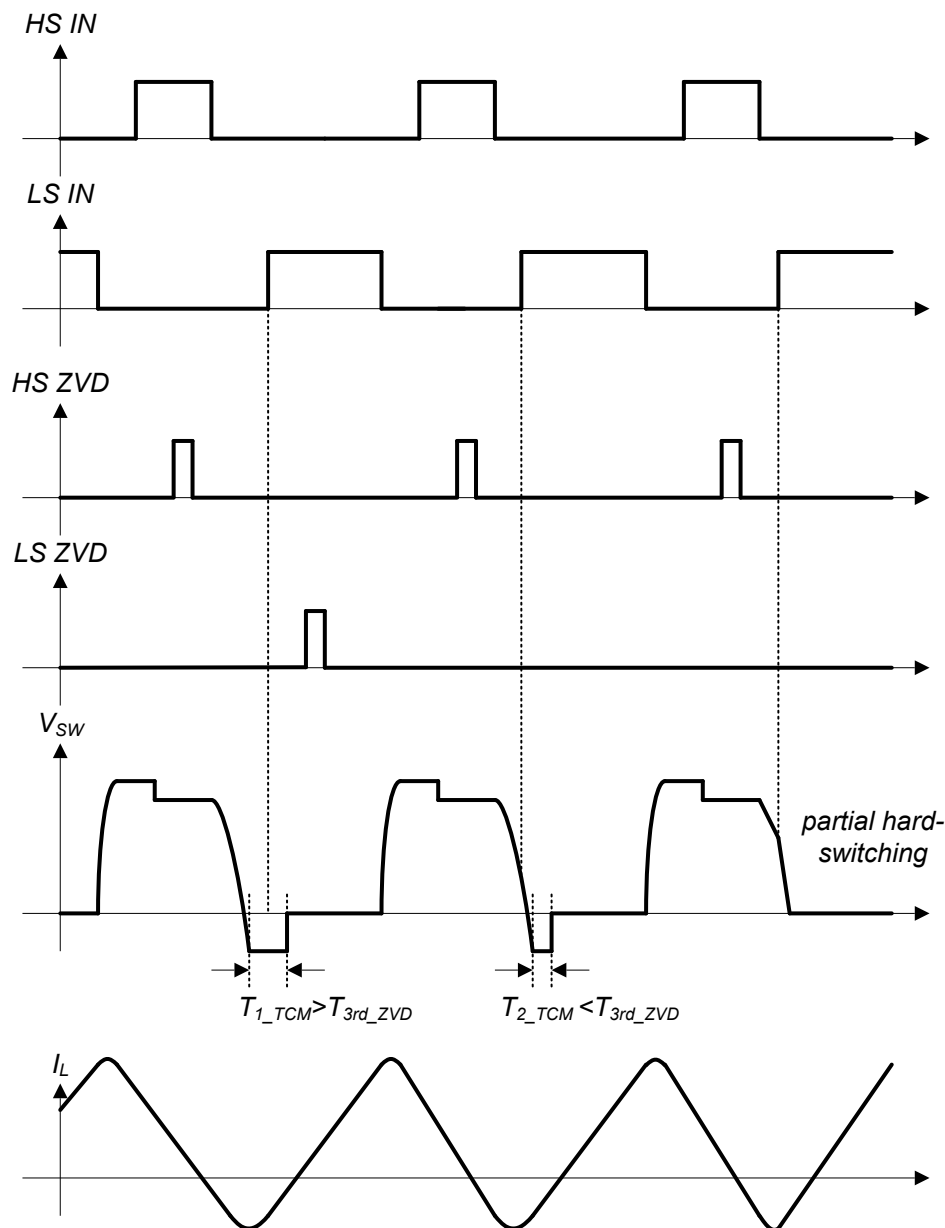 HS IN
LS IN
HS ZVD
LS ZVD
VSW
partial hard-
switching
T1_TCM>T3rd_ZVD
T2_TCM<T3rd_ZVD
IL